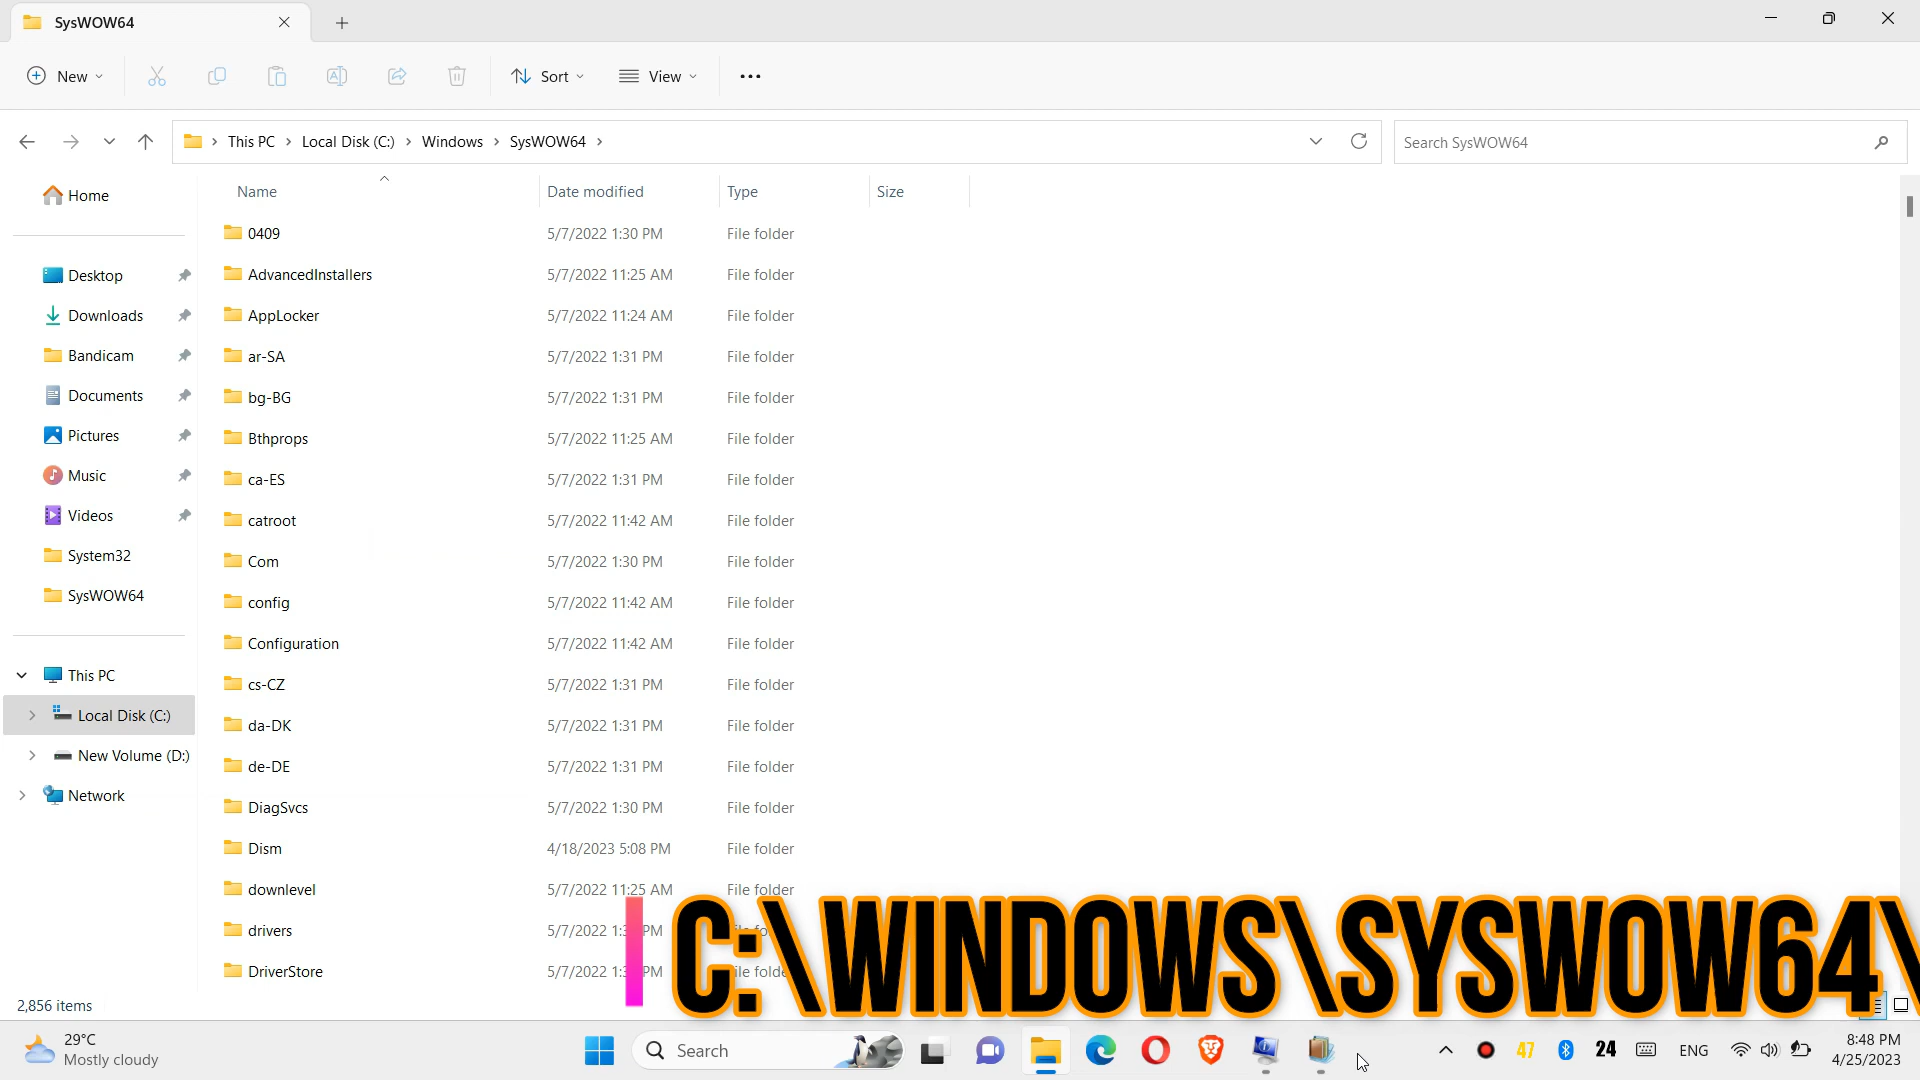 SysWOW64
New
Sort
View
This PC > Local Disk (C:) > Windows > SysWOW64 >
Search SysWOW64
Home
Name Date modified Type Size
0409 5/7/2022 1:30 PM File folder
Desktop
AdvancedInstallers 5/7/2022 11:25 AM File folder
Downloads
AppLocker 5/7/2022 11:24 AM File folder
Bandicam
ar-SA 5/7/2022 1:31 PM File folder
Documents
bg-BG 5/7/2022 1:31 PM File folder
Pictures
Bthprops 5/7/2022 11:25 AM File folder
Music
ca-ES 5/7/2022 1:31 PM File folder
Videos
catroot 5/7/2022 11:42 AM File folder
System32
Com 5/7/2022 1:30 PM File folder
SysWOW64
config 5/7/2022 11:42 AM File folder
Configuration 5/7/2022 11:42 AM File folder
This PC
cs-CZ 5/7/2022 1:31 PM File folder
Local Disk (C:)
da-DK 5/7/2022 1:31 PM File folder
New Volume (D:)
de-DE 5/7/2022 1:31 PM File folder
Network
DiagSvcs 5/7/2022 1:30 PM File folder
Dism 4/18/2023 5:08 PM File folder
downlevel 5/7/2022 11:25 AM File folder
drivers 5/7/2022 PM
DriverStore 5/7/2022 PM
C:\WINDOWS\SYSWOW64\
2,856 items
29°C
Mostly cloudy
Search
47
24
ENG
8:48 PM
4/25/2023